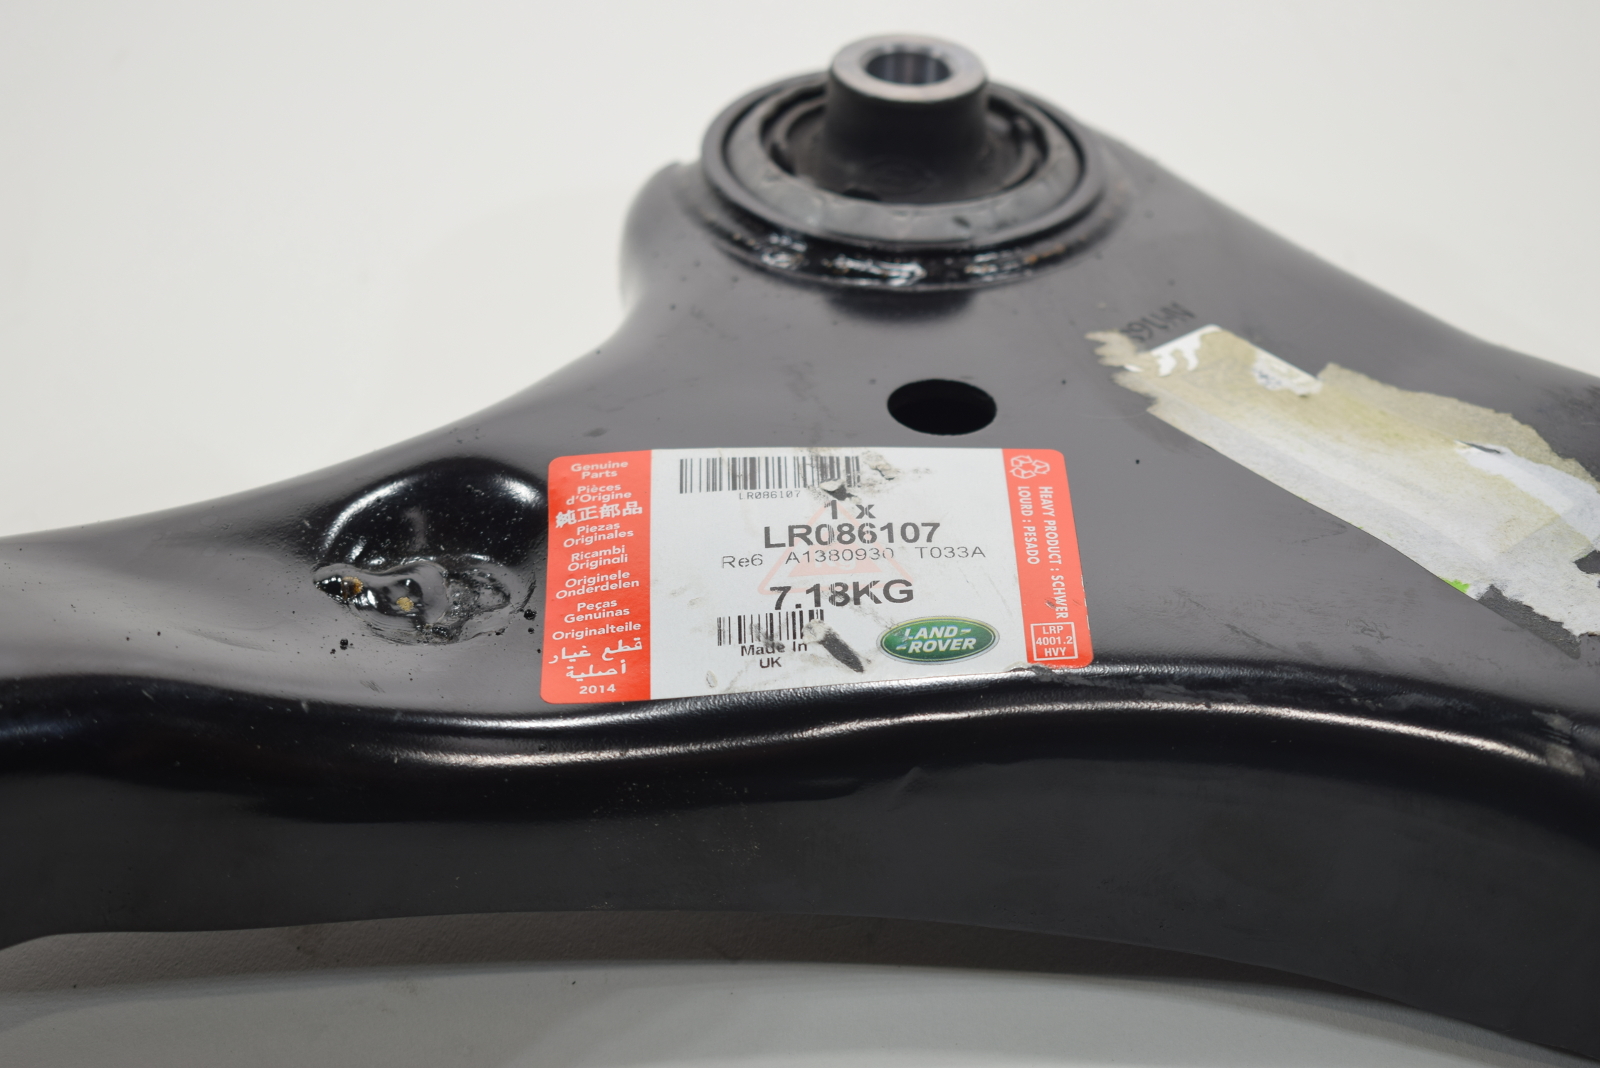 Genuine
Parts
Pièces
d'Origine
純正部品
Piezas
Originales
Ricambi
Originali
Originele
Onderdelen
Peças
Genuinas
Originalteile
قطع غيار
أصلية
2014
LR086107
1 x
LR086107
Re6 A1380930 T033A
7.18KG
Made In
UK
LAND-
-ROVER
HEAVY PRODUCT : SCHWER
LOURD : PESADO
LRP
4001.2
HVY